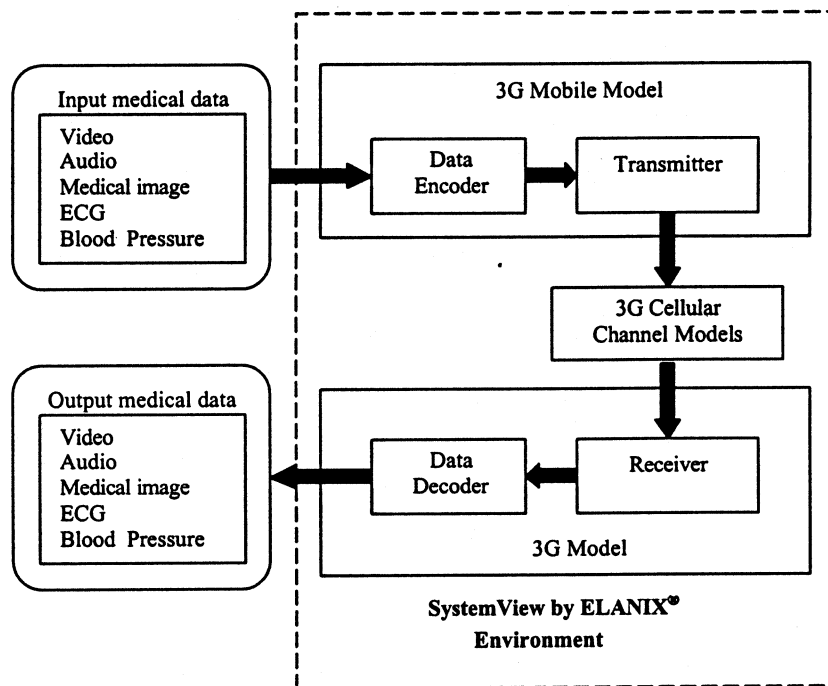 Input medical data
Video
Audio
Medical image
ECG
Blood Pressure
3G Mobile Model
Data
Encoder
Transmitter
3G Cellular
Channel Models
Output medical data
Video
Audio
Medical image
ECG
Blood Pressure
Data
Decoder
Receiver
3G Model
SystemView by ELANIX®
Environment